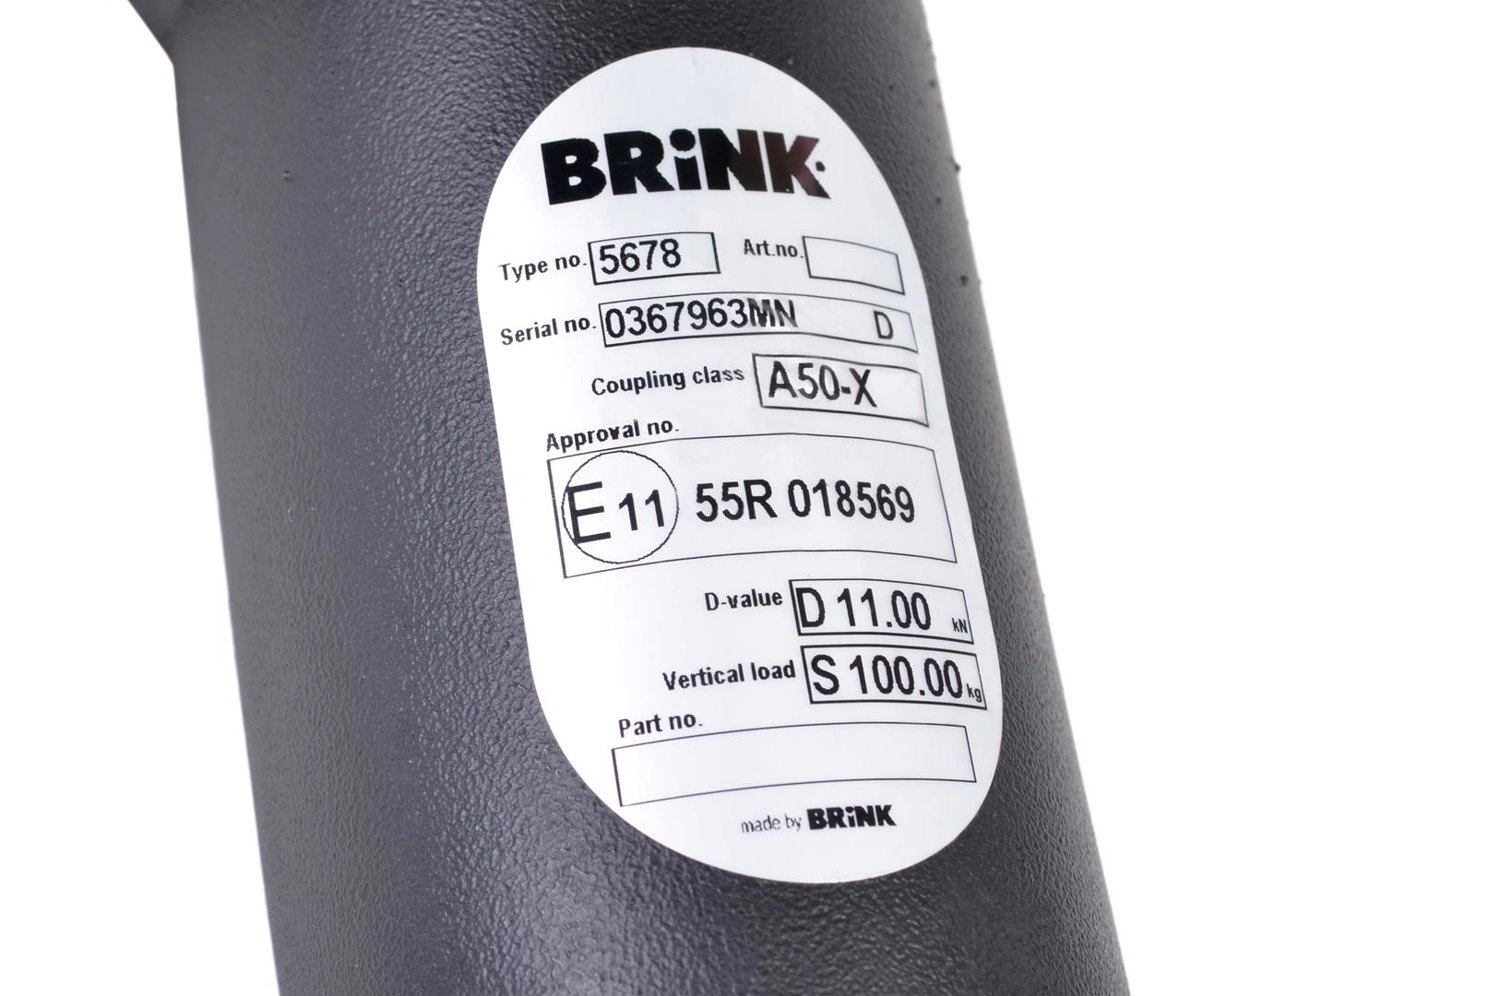 BRiNK
Type no. 5678 Art.no.
Serial no. 0367963MN D
Coupling class A50-X
Approval no.
E11 55R 018569
D-value D 11.00 kN
Vertical load S 100.00 kg
Part no.
made by BRiNK